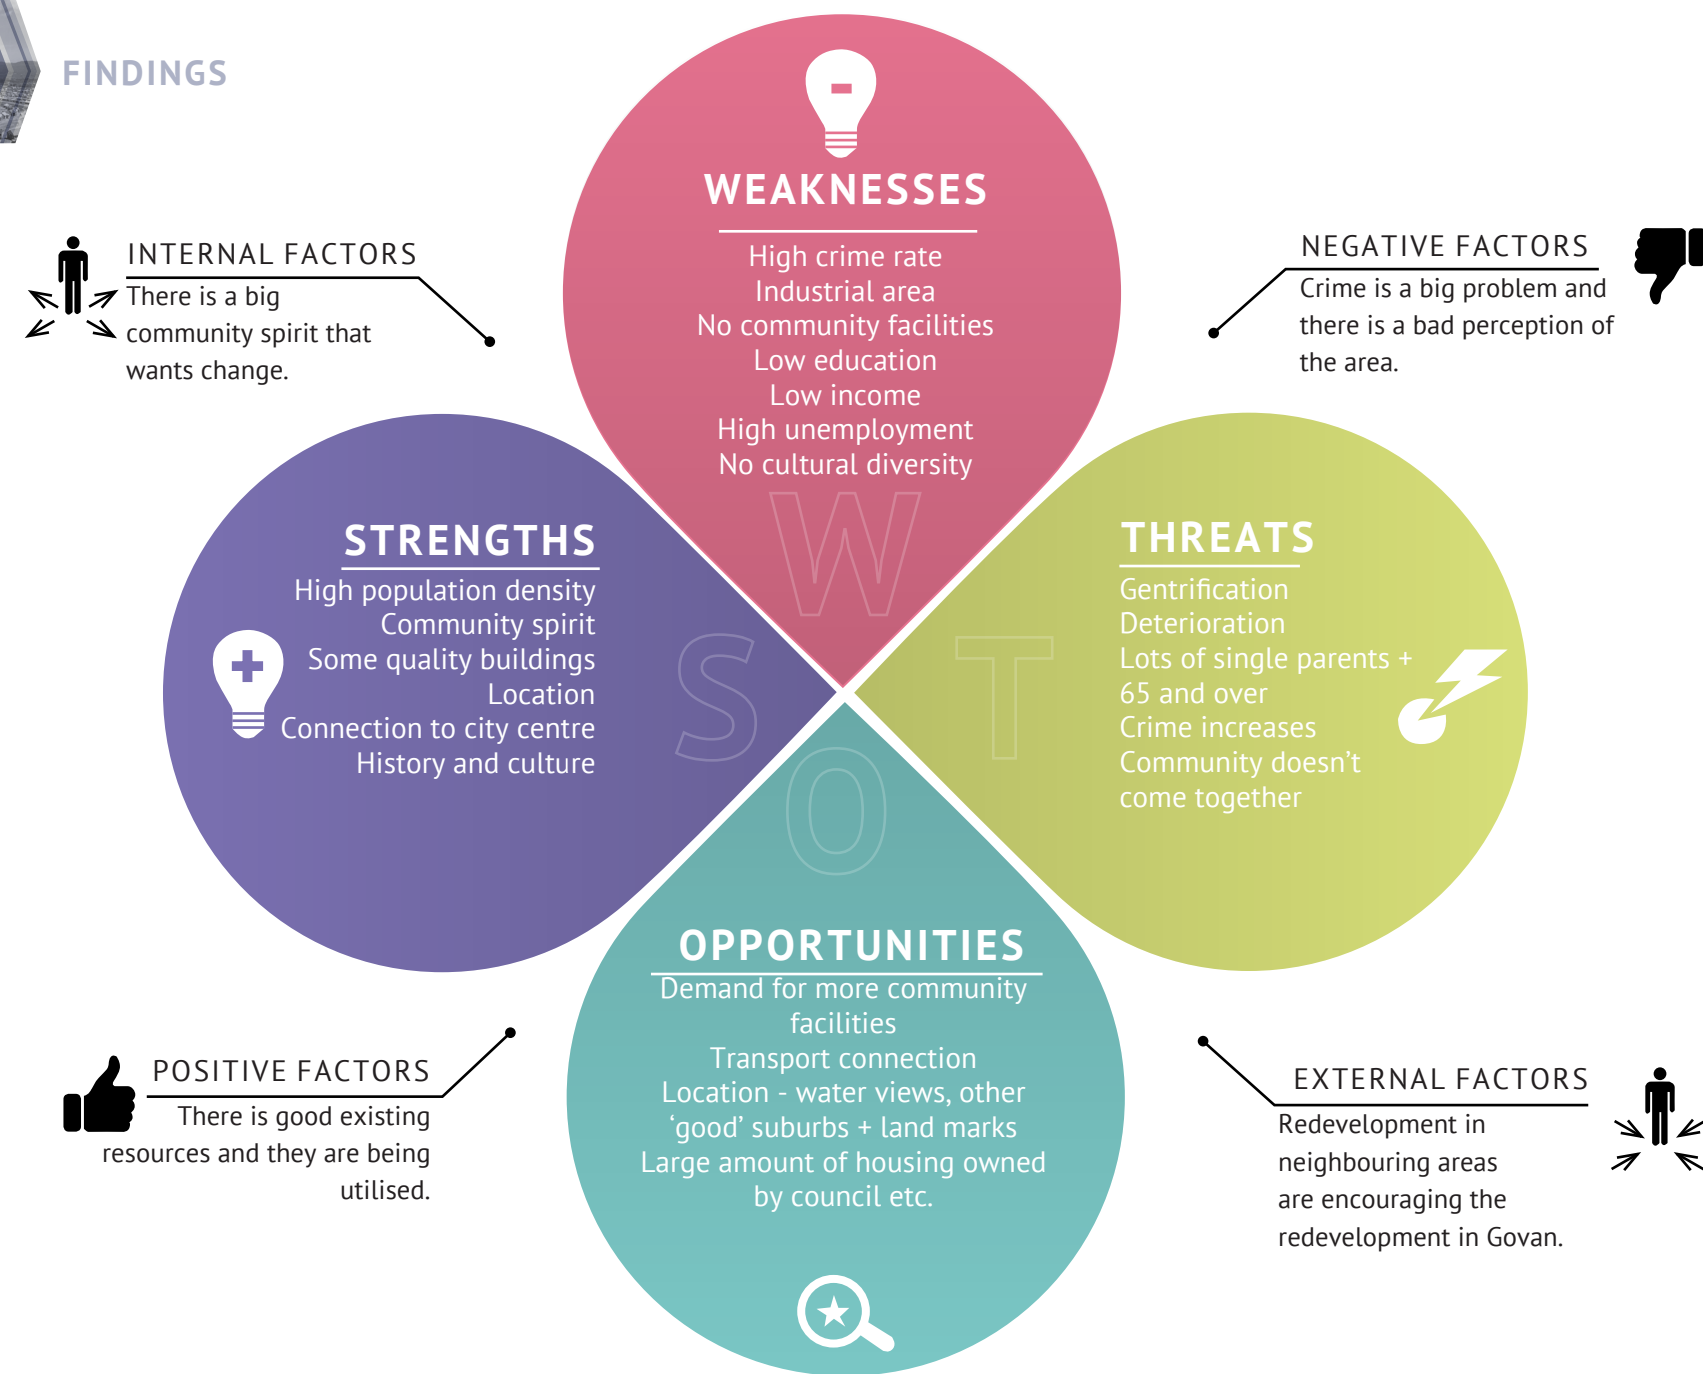 FINDINGS
WEAKNESSES
High crime rate
Industrial area
No community facilities
Low education
Low income
High unemployment
No cultural diversity
W
INTERNAL FACTORS
There is a big
community spirit that
wants change.
NEGATIVE FACTORS
Crime is a big problem and
there is a bad perception of
the area.
STRENGTHS
High population density
Community spirit
Some quality buildings
Location
Connection to city centre
History and culture
S
THREATS
Gentrification
Deterioration
Lots of single parents +
65 and over
Crime increases
Community doesn’t
come together
T
O
OPPORTUNITIES
Demand for more community
facilities
Transport connection
Location - water views, other
‘good’ suburbs + land marks
Large amount of housing owned
by council etc.
POSITIVE FACTORS
There is good existing
resources and they are being
utilised.
EXTERNAL FACTORS
Redevelopment in
neighbouring areas
are encouraging the
redevelopment in Govan.